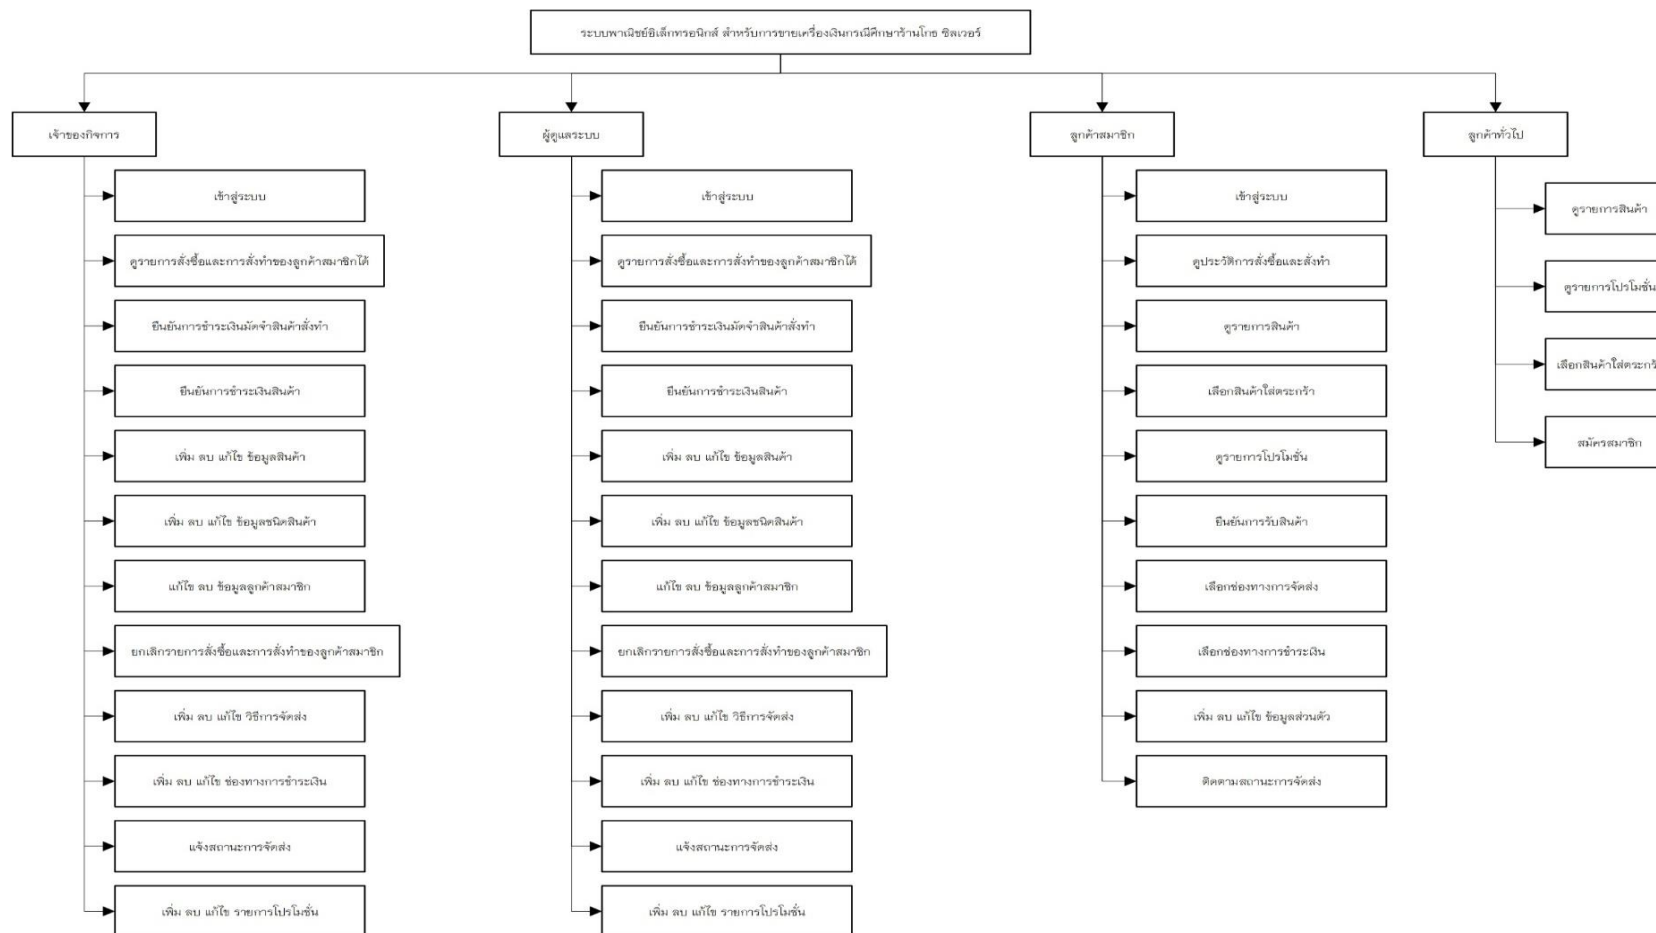 ระบบพาณิชย์อิเล็กทรอนิกส์ สำหรับการขายเครื่องเงินกรณีศึกษาร้านโกธ ซิลเวอร์
เจ้าของกิจการ
เข้าสู่ระบบ
ดูรายการสั่งซื้อและการสั่งทำของลูกค้าสมาชิกได้
ยืนยันการชำระเงินมัดจำสินค้าสั่งทำ
ยืนยันการชำระเงินสินค้า
เพิ่ม ลบ แก้ไข ข้อมูลสินค้า
เพิ่ม ลบ แก้ไข ข้อมูลชนิดสินค้า
แก้ไข ลบ ข้อมูลลูกค้าสมาชิก
ยกเลิกรายการสั่งซื้อและการสั่งทำของลูกค้าสมาชิก
เพิ่ม ลบ แก้ไข วิธีการจัดส่ง
เพิ่ม ลบ แก้ไข ช่องทางการชำระเงิน
แจ้งสถานะการจัดส่ง
เพิ่ม ลบ แก้ไข รายการโปรโมชั่น
ผู้ดูแลระบบ
เข้าสู่ระบบ
ดูรายการสั่งซื้อและการสั่งทำของลูกค้าสมาชิกได้
ยืนยันการชำระเงินมัดจำสินค้าสั่งทำ
ยืนยันการชำระเงินสินค้า
เพิ่ม ลบ แก้ไข ข้อมูลสินค้า
เพิ่ม ลบ แก้ไข ข้อมูลชนิดสินค้า
แก้ไข ลบ ข้อมูลลูกค้าสมาชิก
ยกเลิกรายการสั่งซื้อและการสั่งทำของลูกค้าสมาชิก
เพิ่ม ลบ แก้ไข วิธีการจัดส่ง
เพิ่ม ลบ แก้ไข ช่องทางการชำระเงิน
แจ้งสถานะการจัดส่ง
เพิ่ม ลบ แก้ไข รายการโปรโมชั่น
ลูกค้าสมาชิก
เข้าสู่ระบบ
ดูประวัติการสั่งซื้อและสั่งทำ
ดูรายการสินค้า
เลือกสินค้าใส่ตระกร้า
ดูรายการโปรโมชั่น
ยืนยันการรับสินค้า
เลือกช่องทางการจัดส่ง
เลือกช่องทางการชำระเงิน
เพิ่ม ลบ แก้ไข ข้อมูลส่วนตัว
ติดตามสถานะการจัดส่ง
ลูกค้าทั่วไป
ดูรายการสินค้า
ดูรายการโปรโมชั่น
เลือกสินค้าใส่ตระกร้
สมัครสมาชิก